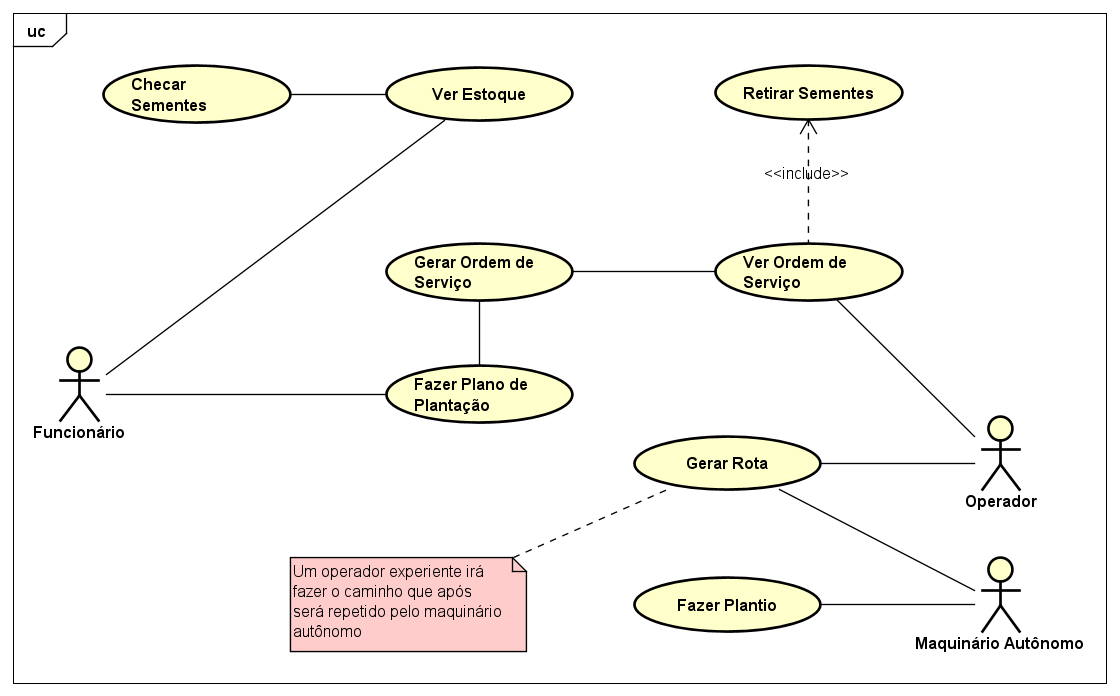 uc
Checar
Sementes
Ver Estoque
Retirar Sementes
<<include>>
Gerar Ordem de
Serviço
Ver Ordem de
Serviço
Fazer Plano de
Plantação
Funcionário
Gerar Rota
Operador
Um operador experiente irá
fazer o caminho que após
será repetido pelo maquinário
autônomo
Fazer Plantio
Maquinário Autônomo